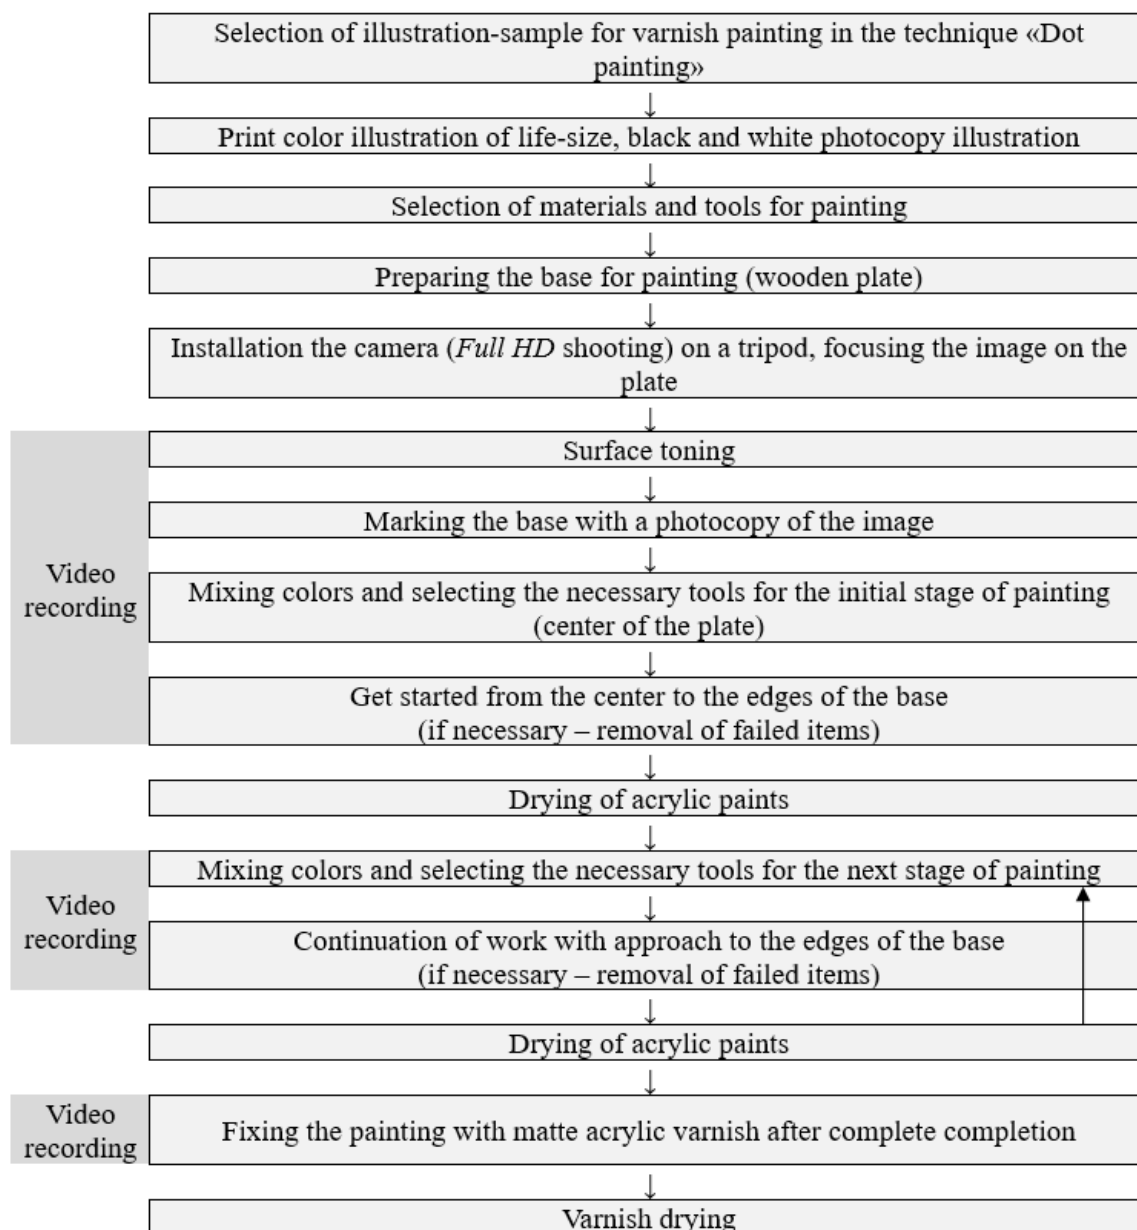 Selection of illustration-sample for varnish painting in the technique «Dot
painting»
↓
Print color illustration of life-size, black and white photocopy illustration
↓
Selection of materials and tools for painting
↓
Preparing the base for painting (wooden plate)
↓
Installation the camera (Full HD shooting) on a tripod, focusing the image on the
plate
↓
Video
recording
Surface toning
↓
Marking the base with a photocopy of the image
↓
Mixing colors and selecting the necessary tools for the initial stage of painting
(center of the plate)
↓
Get started from the center to the edges of the base
(if necessary – removal of failed items)
↓
Drying of acrylic paints
↓
Video
recording
Mixing colors and selecting the necessary tools for the next stage of painting
↓
Continuation of work with approach to the edges of the base
(if necessary – removal of failed items)
↓
Drying of acrylic paints
↓
Video
recording
Fixing the painting with matte acrylic varnish after complete completion
↓
Varnish drying